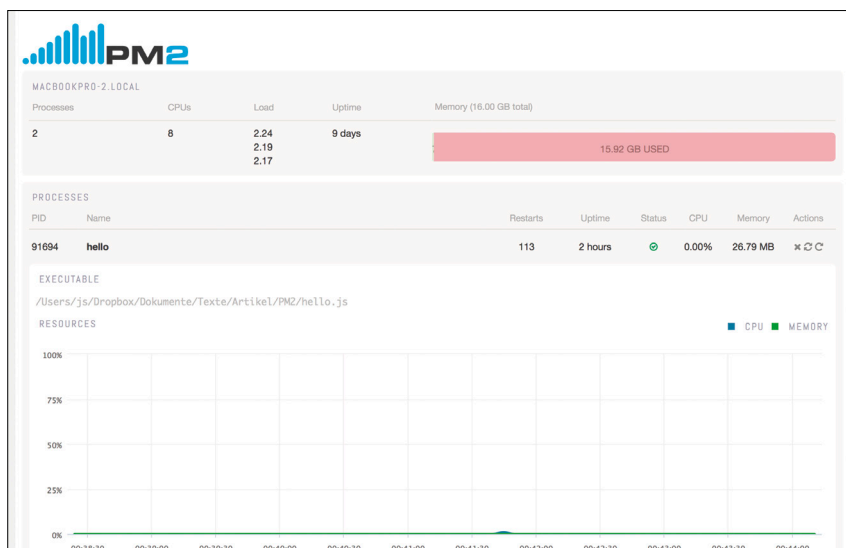 PM2
MACBOOKPRO-2.LOCAL
Processes CPUs Load Uptime Memory (16.00 GB total)
2 8 2.24 9 days 15.92 GB USED
2.19
2.17
PROCESSES
PID Name Restarts Uptime Status CPU Memory Actions
91694 hello 113 2 hours 0.00% 26.79 MB
EXECUTABLE
/Users/js/Dropbox/Dokumente/Texte/Artikel/PM2/hello.js
RESOURCES CPU MEMORY
100%
75%
50%
25%
0%